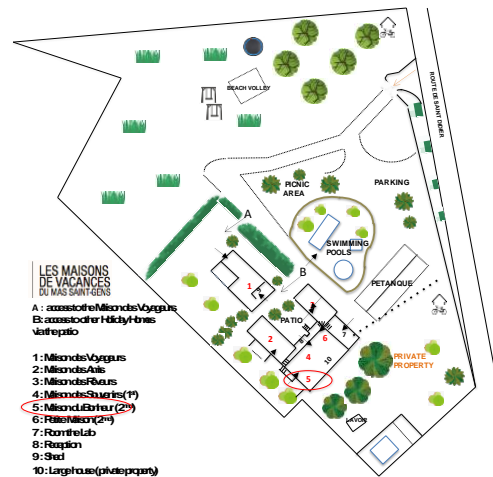 BEACH VOLLEY
ROUTE DE SAINT DIDIER
PICNIC
AREA
PARKING
A
SWIMMING
POOLS
B
PETANQUE
1
3
PATIO
2
6
7
8
4
10
5
PRIVATE
PROPERTY
LAVOIR
LES MAISONS
DE VACANCES
DU MAS SAINT-GENS
A : access to the Maison des Voyageurs
B: access to other Holiday Homes
via the patio
1 : Maison des Voyageurs
2 : Maison des Amis
3 : Maison des Rêveurs
4 : Maison des Souvenirs (1st)
5 : Maison du Bonheur (2nd)
6 : Petite Maison (2nd)
7 : Room the Lab
8 : Reception
9 : Shed
10 : Large house (private property)